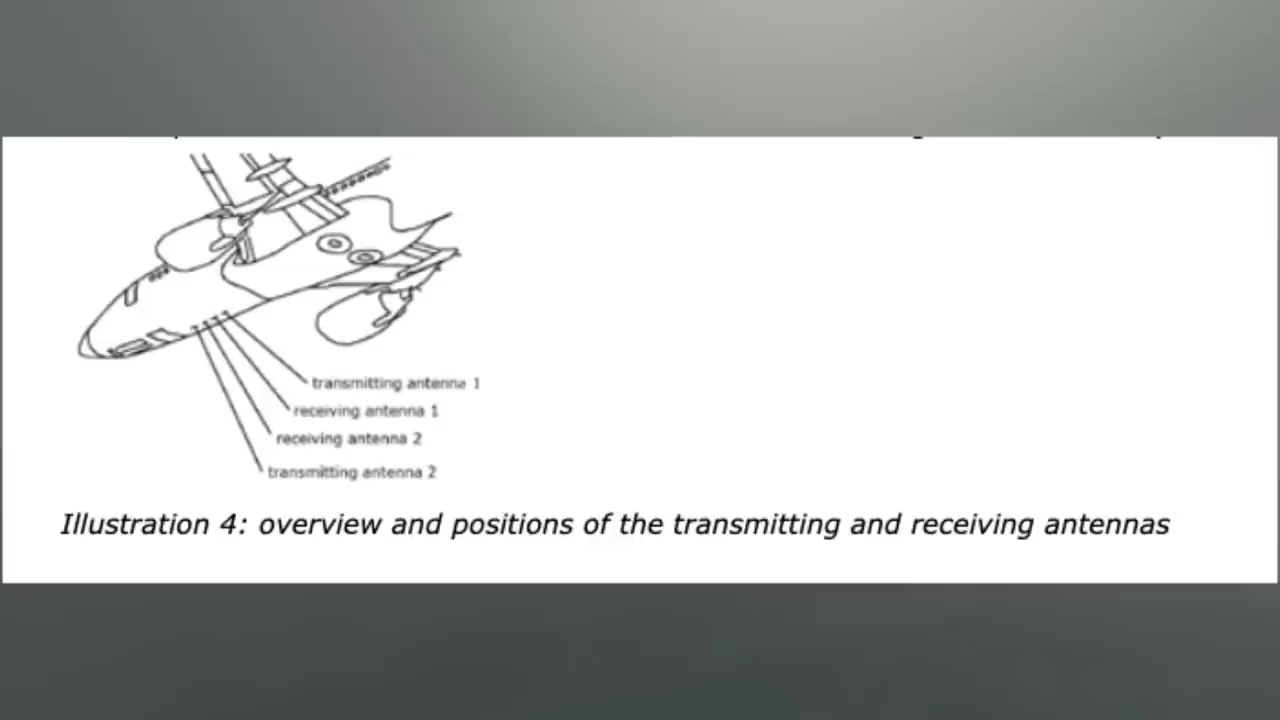 transmitting antenna 1
receiving antenna 1
receiving antenna 2
transmitting antenna 2
Illustration 4: overview and positions of the transmitting and receiving antennas